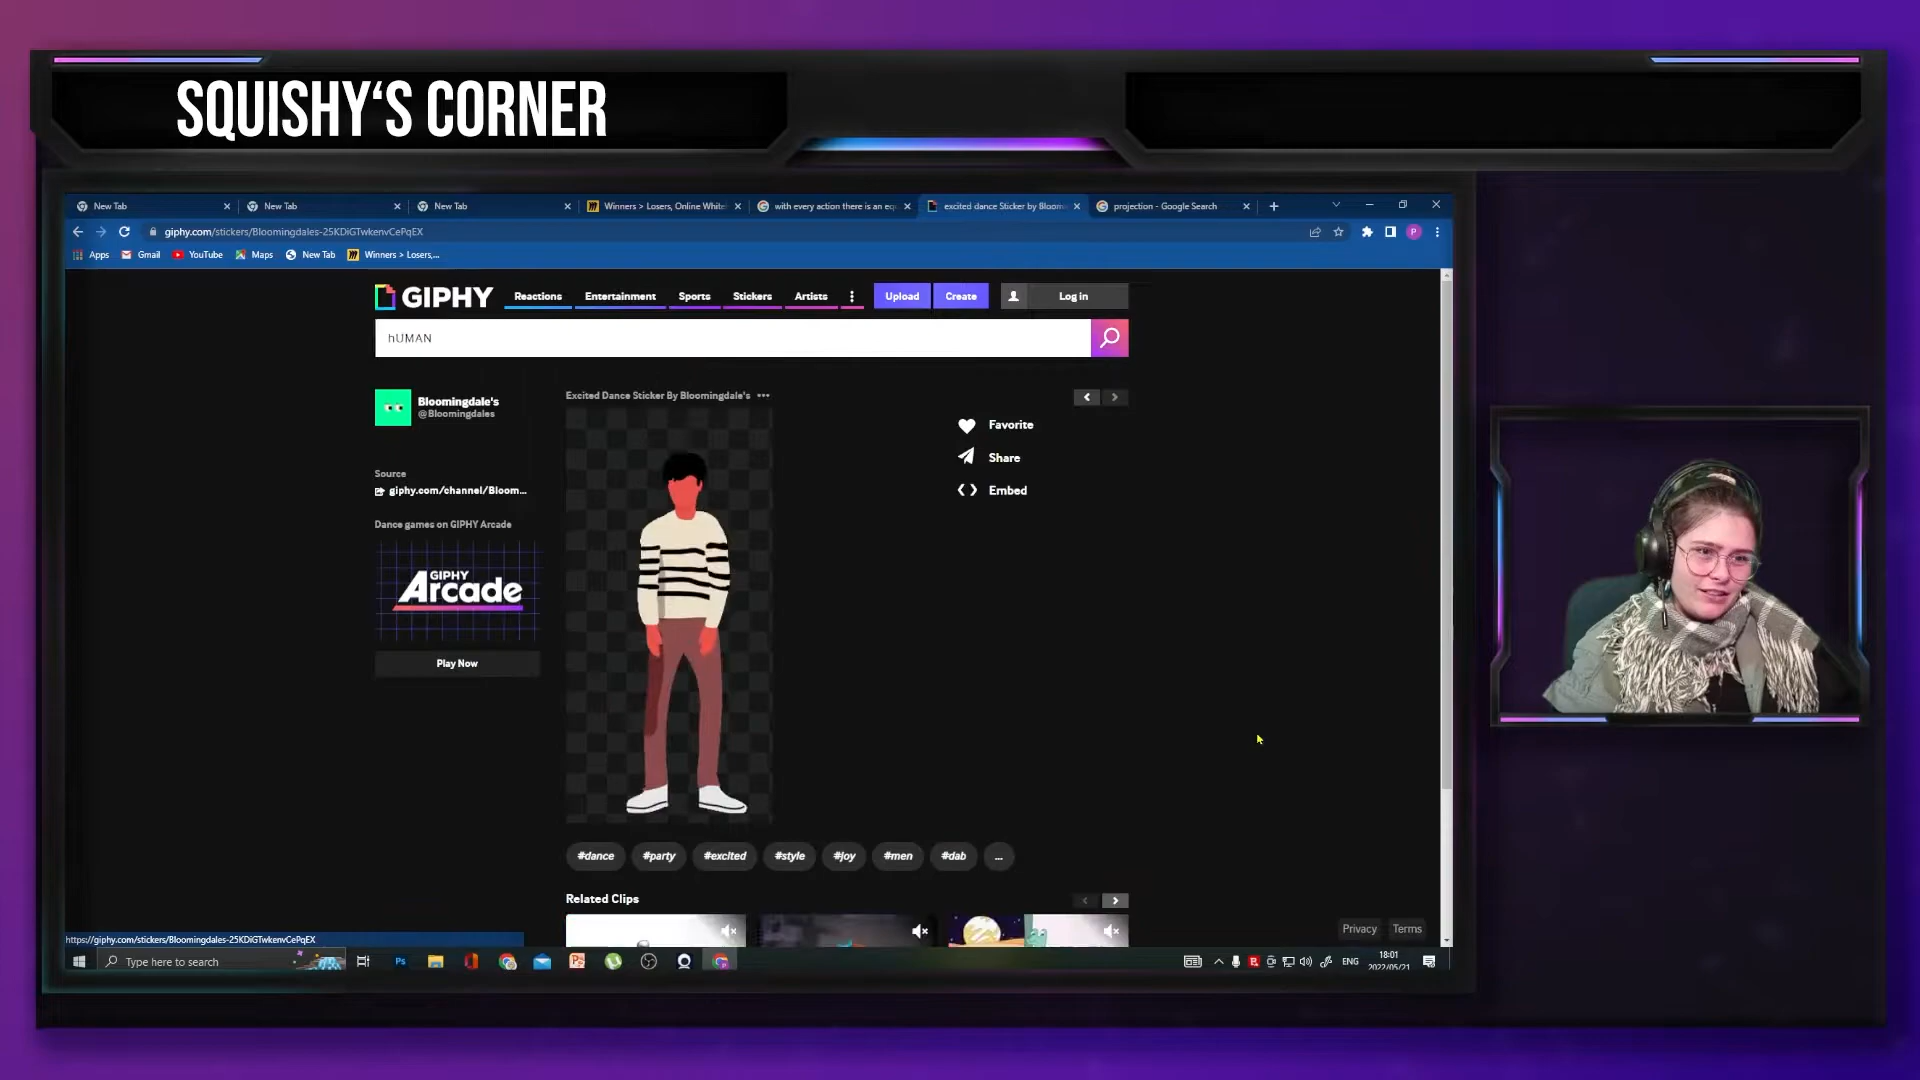 SQUISHY'S CORNER
New Tab
New Tab
New Tab
Winners > Losers, Online White
with every action there is an eq
excited dance Sticker by Bloom
projection - Google Search
giphy.com/stickers/Bloomingdales-25KDiGTwkenvCePqEX
P
Apps
Gmail
YouTube
Maps
New Tab
Winners > Losers,...
GIPHY
Reactions
Entertainment
Sports
Stickers
Artists
Upload
Create
Log in
hUMAN
Bloomingdale's
@Bloomingdales
Excited Dance Sticker By Bloomingdale's
Favorite
Share
Embed
Source
giphy.com/channel/Bloom...
Dance games on GIPHY Arcade
GIPHY
Arcade
Play Now
#dance
#party
#excited
#style
#joy
#men
#dab
...
Related Clips
Privacy
Terms
https://giphy.com/stickers/Bloomingdales-25KDiGTwkenvCePqEX
Type here to search
Ps
ENG
18:01
2022/05/21